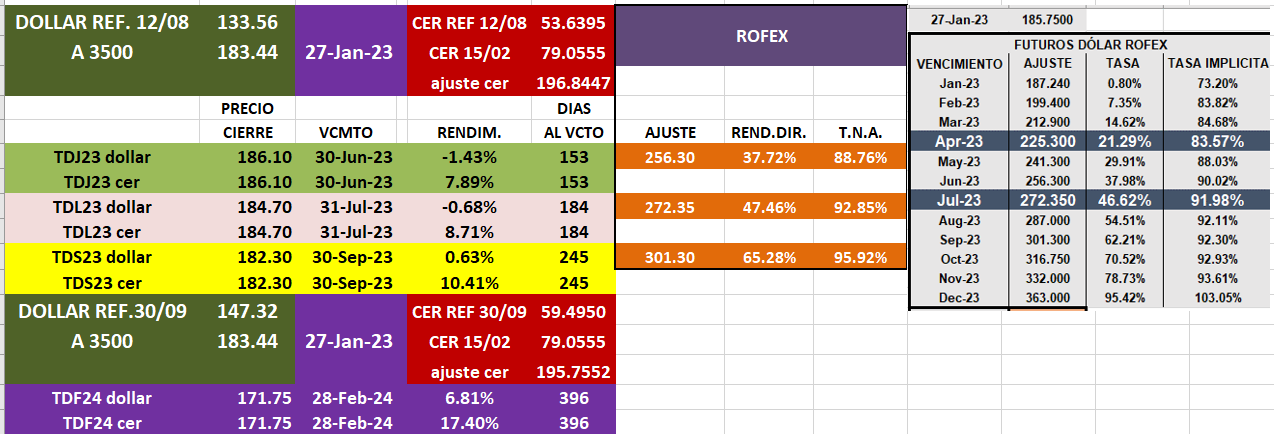 DOLLAR REF. 12/08 133.56 CER REF 12/08 53.6395
A 3500 183.44 27-Jan-23 CER 15/02 79.0555 ROFEX
ajuste cer 196.8447
PRECIO DIAS
CIERRE VCMTO RENDIM. AL VCTO AJUSTE REND.DIR. T.N.A.
TDJ23 dollar 186.10 30-Jun-23 -1.43% 153 256.30 37.72% 88.76%
TDJ23 cer 186.10 30-Jun-23 7.89% 153
TDL23 dollar 184.70 31-Jul-23 -0.68% 184 272.35 47.46% 92.85%
TDL23 cer 184.70 31-Jul-23 8.71% 184
TDS23 dollar 182.30 30-Sep-23 0.63% 245 301.30 65.28% 95.92%
TDS23 cer 182.30 30-Sep-23 10.41% 245
DOLLAR REF.30/09 147.32 CER REF 30/09 59.4950
A 3500 183.44 27-Jan-23 CER 15/02 79.0555
ajuste cer 195.7552
TDF24 dollar 171.75 28-Feb-24 6.81% 396
TDF24 cer 171.75 28-Feb-24 17.40% 396
27-Jan-23 185.7500
FUTUROS DÓLAR ROFEX
VENCIMIENTO AJUSTE TASA TASA IMPLICITA
Jan-23 187.240 0.80% 73.20%
Feb-23 199.400 7.35% 83.82%
Mar-23 212.900 14.62% 84.68%
Apr-23 225.300 21.29% 83.57%
May-23 241.300 29.91% 88.03%
Jun-23 256.300 37.98% 90.02%
Jul-23 272.350 46.62% 91.98%
Aug-23 287.000 54.51% 92.11%
Sep-23 301.300 62.21% 92.30%
Oct-23 316.750 70.52% 92.93%
Nov-23 332.000 78.73% 93.61%
Dec-23 363.000 95.42% 103.05%